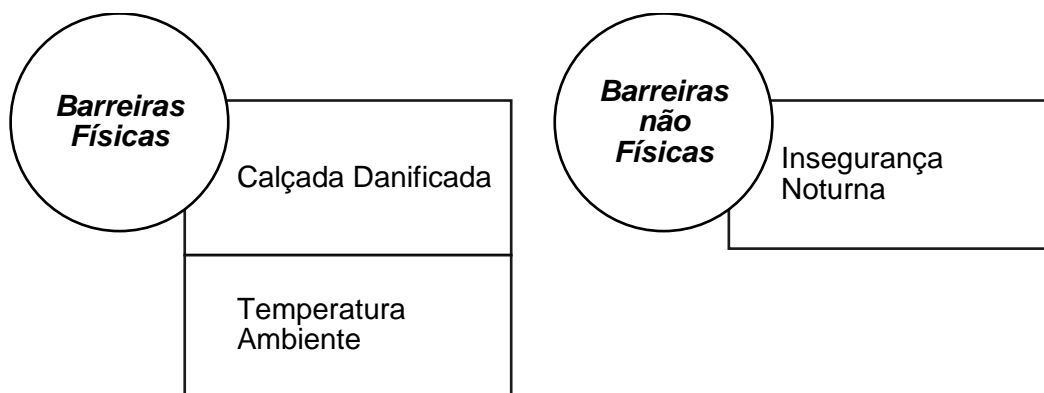 Barreiras
Físicas
Calçada Danificada
Temperatura
Ambiente
Barreiras
não
Físicas
Insegurança
Noturna